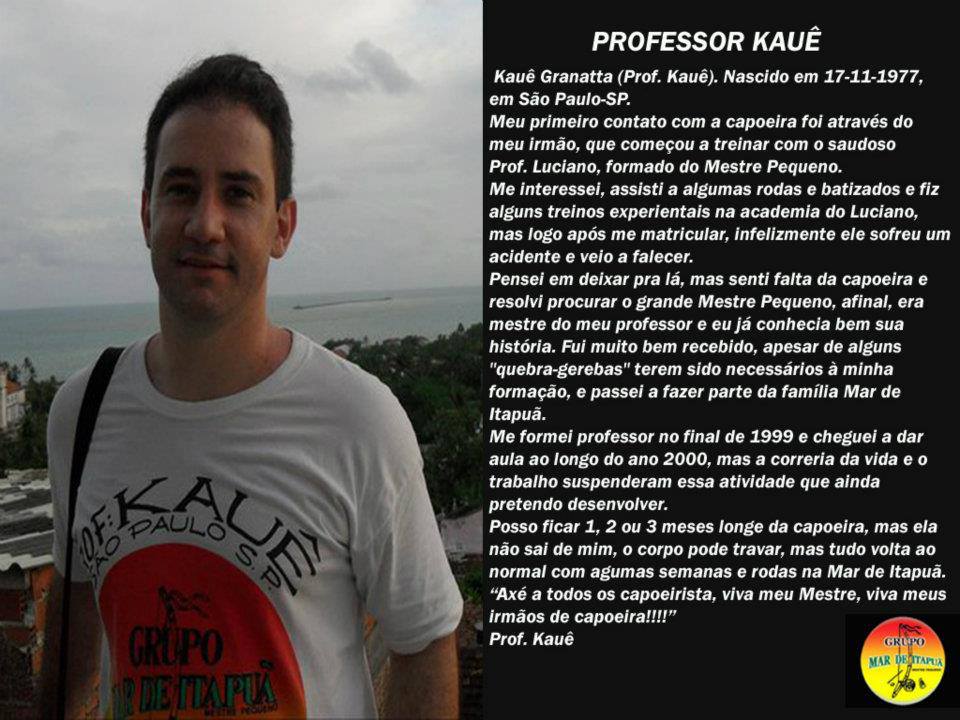 PROFESSOR KAUÊ
Kauê Granatta (Prof. Kauê). Nascido em 17-11-1977,
em São Paulo-SP.
Meu primeiro contato com a capoeira foi através do
meu irmão, que começou a treinar com o saudoso
Prof. Luciano, formado do Mestre Pequeno.
Me interessei, assisti a algumas rodas e batizados e fiz
alguns treinos experientais na academia do Luciano,
mas logo após me matricular, infelizmente ele sofreu um
acidente e veio a falecer.
Pensei em deixar pra lá, mas senti falta da capoeira e
resolvi procurar o grande Mestre Pequeno, afinal, era
mestre do meu professor e eu já conhecia bem sua
história. Fui muito bem recebido, apesar de alguns
"quebra-gerebas" terem sido necessários à minha
formação, e passei a fazer parte da família Mar de
Itapuã.
Me formei professor no final de 1999 e cheguei a dar
aula ao longo do ano 2000, mas a correria da vida e o
trabalho suspenderam essa atividade que ainda
pretendo desenvolver.
Posso ficar 1, 2 ou 3 meses longe da capoeira, mas ela
não sai de mim, o corpo pode travar, mas tudo volta ao
normal com agumas semanas e rodas na Mar de Itapuã.
“Axé a todos os capoeirista, viva meu Mestre, viva meus
irmãos de capoeira!!!!”
Prof. Kauê
KAUÊ
SÃO PAULO S.P.
GRUPO
MAR DE ITAPUÃ
MESTRE PEQUENO
GRUPO
MAR DE ITAPUÃ
MESTRE PEQUENO